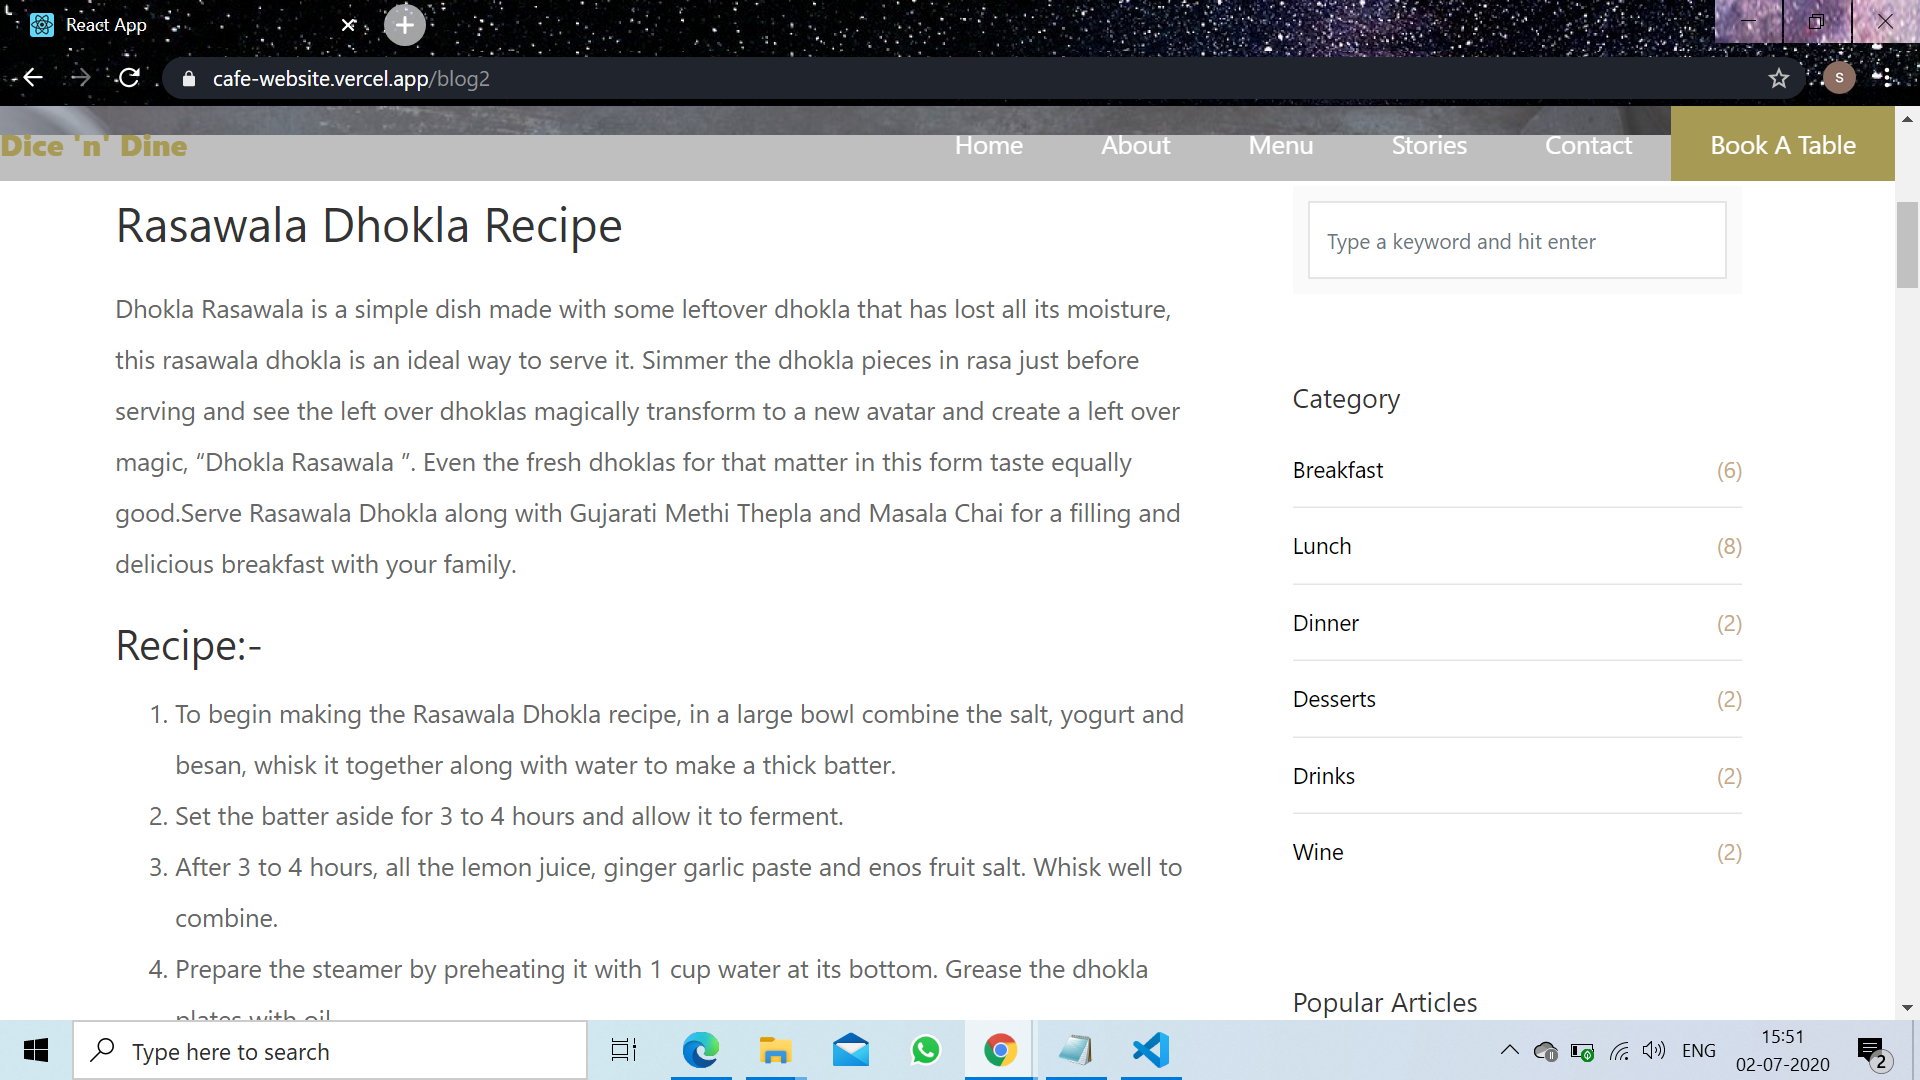 React App
cafe-website.vercel.app/blog2
S
Dice 'n' Dine
Home
About
Menu
Stories
Contact
Book A Table
Rasawala Dhokla Recipe
Dhokla Rasawala is a simple dish made with some leftover dhokla that has lost all its moisture,
this rasawala dhokla is an ideal way to serve it. Simmer the dhokla pieces in rasa just before
serving and see the left over dhoklas magically transform to a new avatar and create a left over
magic, “Dhokla Rasawala ”. Even the fresh dhoklas for that matter in this form taste equally
good.Serve Rasawala Dhokla along with Gujarati Methi Thepla and Masala Chai for a filling and
delicious breakfast with your family.
Recipe:-
1. To begin making the Rasawala Dhokla recipe, in a large bowl combine the salt, yogurt and
besan, whisk it together along with water to make a thick batter.
2. Set the batter aside for 3 to 4 hours and allow it to ferment.
3. After 3 to 4 hours, all the lemon juice, ginger garlic paste and enos fruit salt. Whisk well to
combine.
4. Prepare the steamer by preheating it with 1 cup water at its bottom. Grease the dhokla
plates with oil
Type a keyword and hit enter
Category
Breakfast (6)
Lunch (8)
Dinner (2)
Desserts (2)
Drinks (2)
Wine (2)
Popular Articles
Type here to search
ENG
15:51
02-07-2020
2